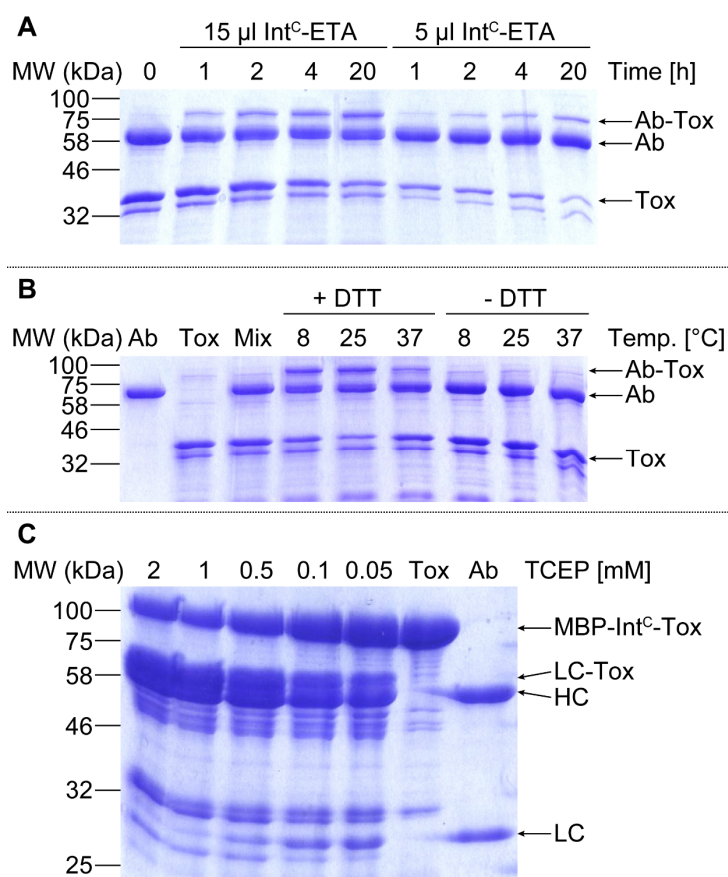 A
15 µl Int^C-ETA 5 µl Int^C-ETA
MW (kDa) 0 1 2 4 20 1 2 4 20 Time [h]
100
75
Ab-Tox
58
Ab
46
Tox
32
B
+ DTT - DTT
MW (kDa) Ab Tox Mix 8 25 37 8 25 37 Temp. [°C]
100
Ab-Tox
75
Ab
58
46
32
Tox
C
MW (kDa) 2 1 0.5 0.1 0.05 Tox Ab TCEP [mM]
100
MBP-Int^C-Tox
75
58
LC-Tox
HC
46
32
LC
25